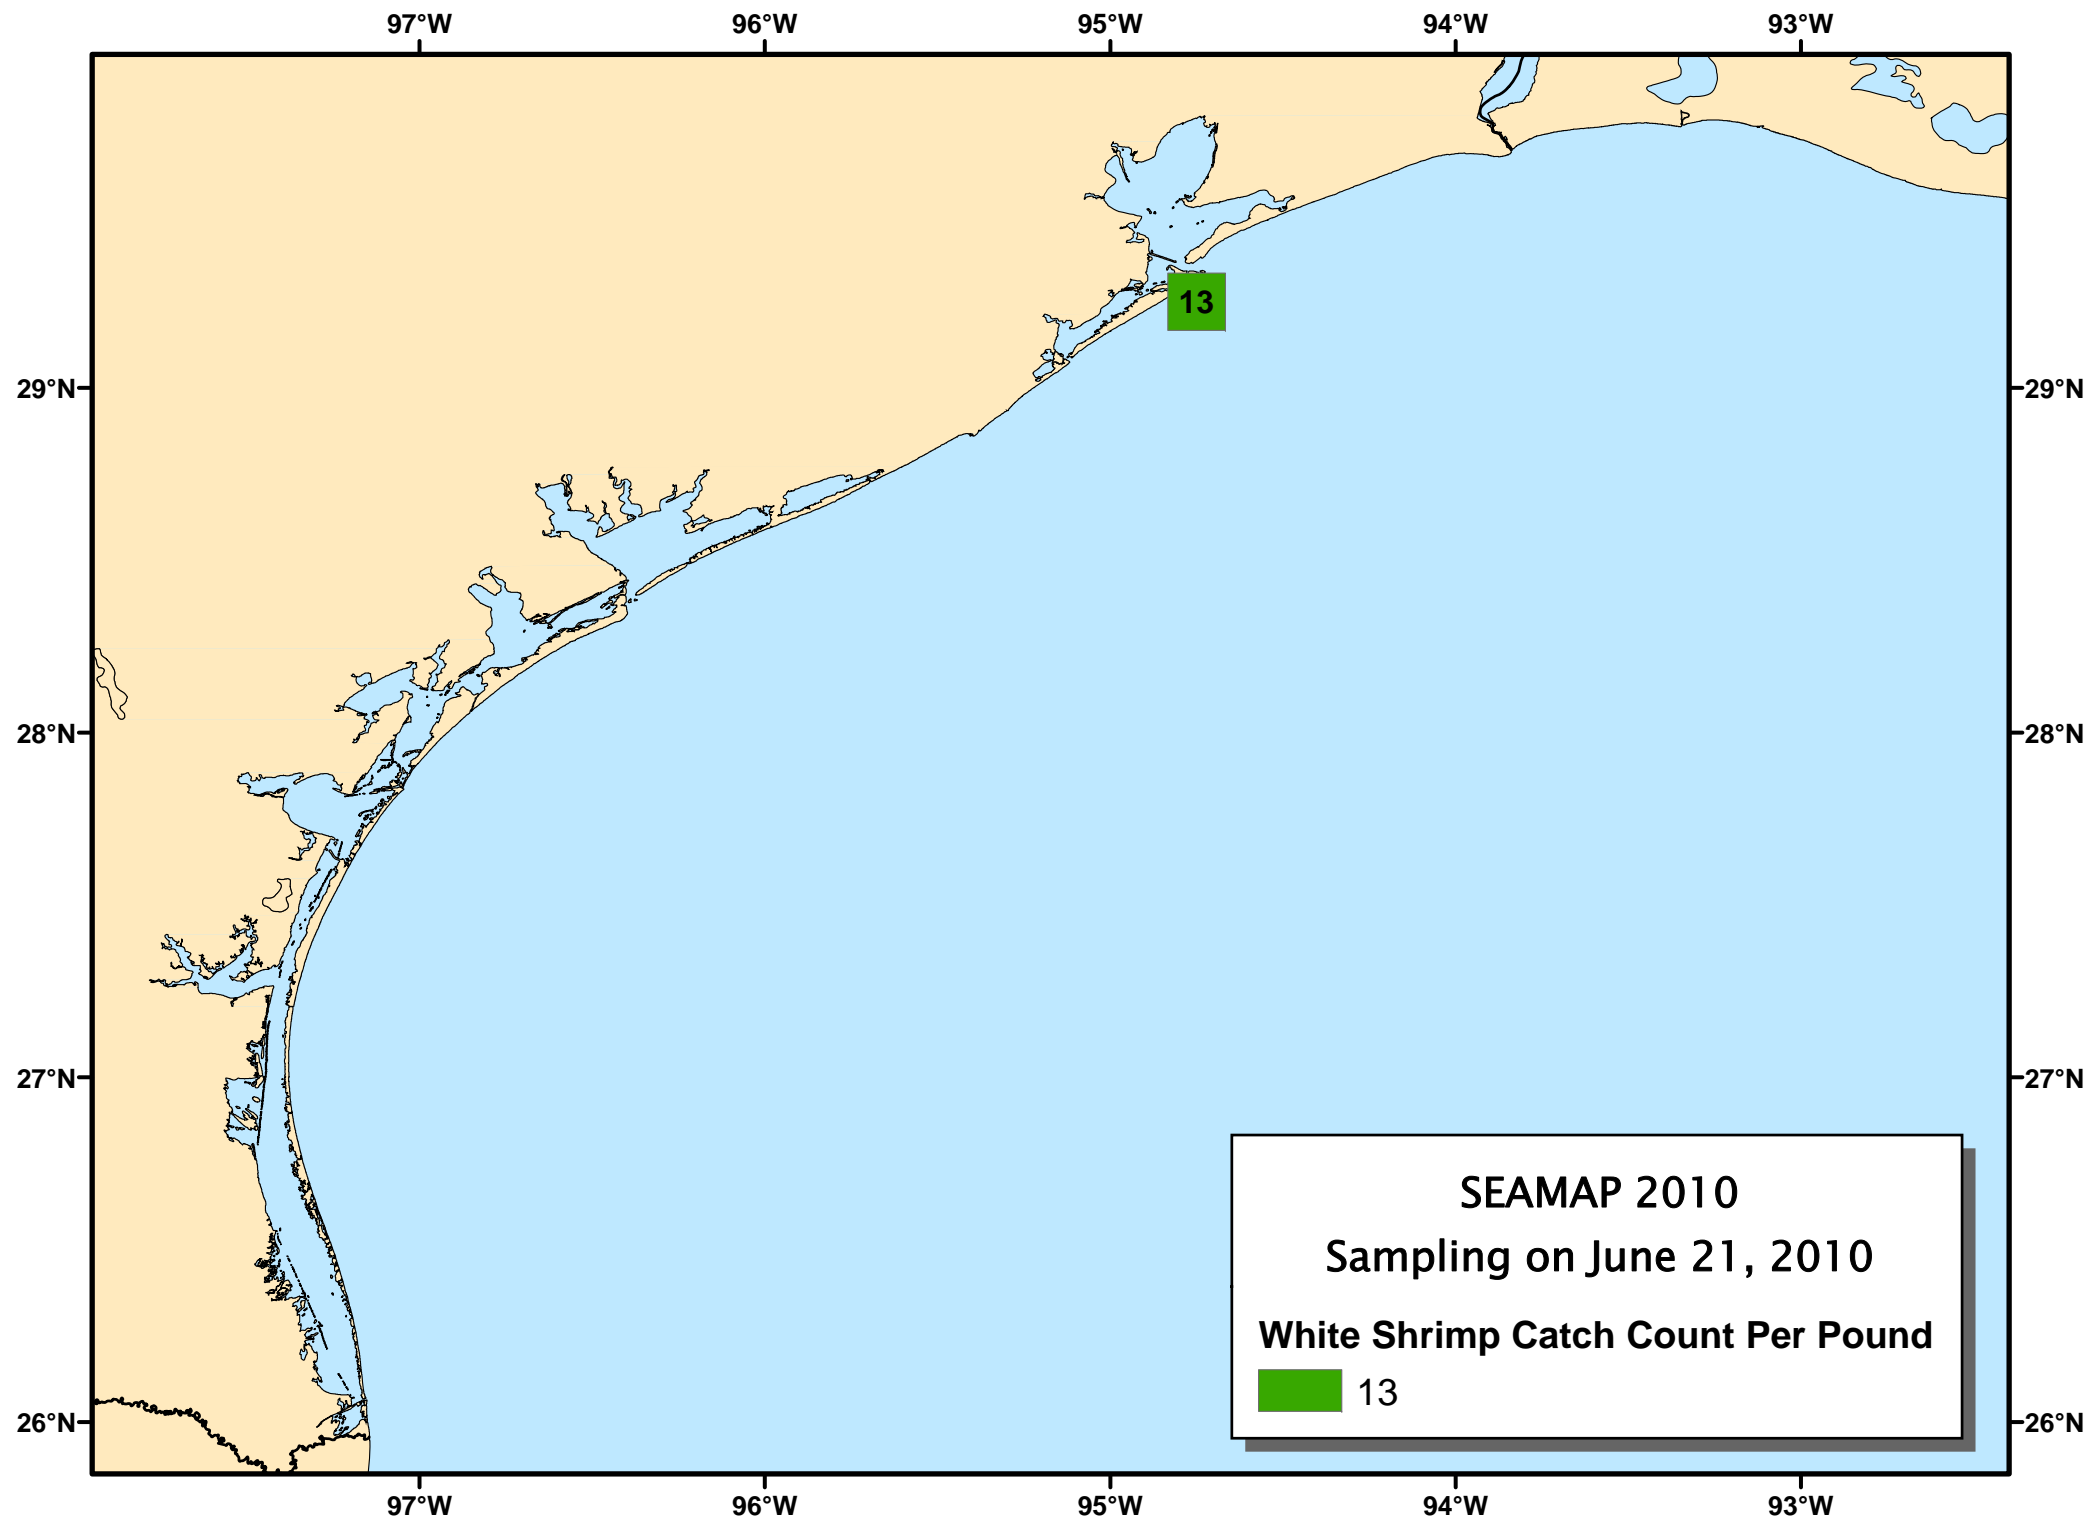 97°W 96°W 95°W 94°W 93°W
13
29°N 29°N
28°N 28°N
27°N 27°N
SEAMAP 2010
Sampling on June 21, 2010
White Shrimp Catch Count Per Pound
13
26°N 26°N
97°W 96°W 95°W 94°W 93°W